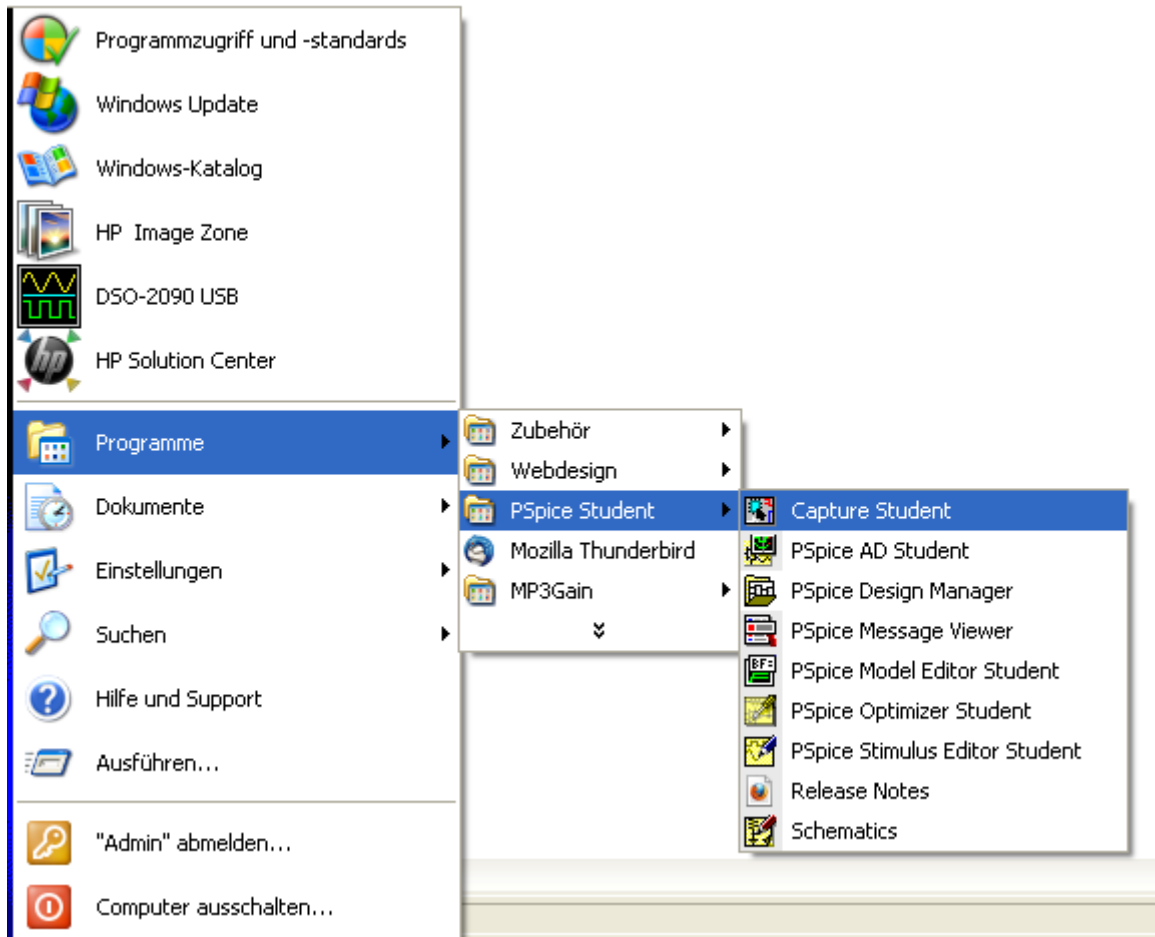 Programmzugriff und -standards
Windows Update
Windows-Katalog
HP Image Zone
DSO-2090 USB
hp
HP Solution Center
Programme
Dokumente
Einstellungen
Suchen
Hilfe und Support
Ausführen...
"Admin" abmelden...
Computer ausschalten...
Zubehör
Webdesign
PSpice Student
Mozilla Thunderbird
MP3Gain
Capture Student
PSpice AD Student
PSpice Design Manager
PSpice Message Viewer
BF=
PSpice Model Editor Student
PSpice Optimizer Student
PSpice Stimulus Editor Student
Release Notes
Schematics